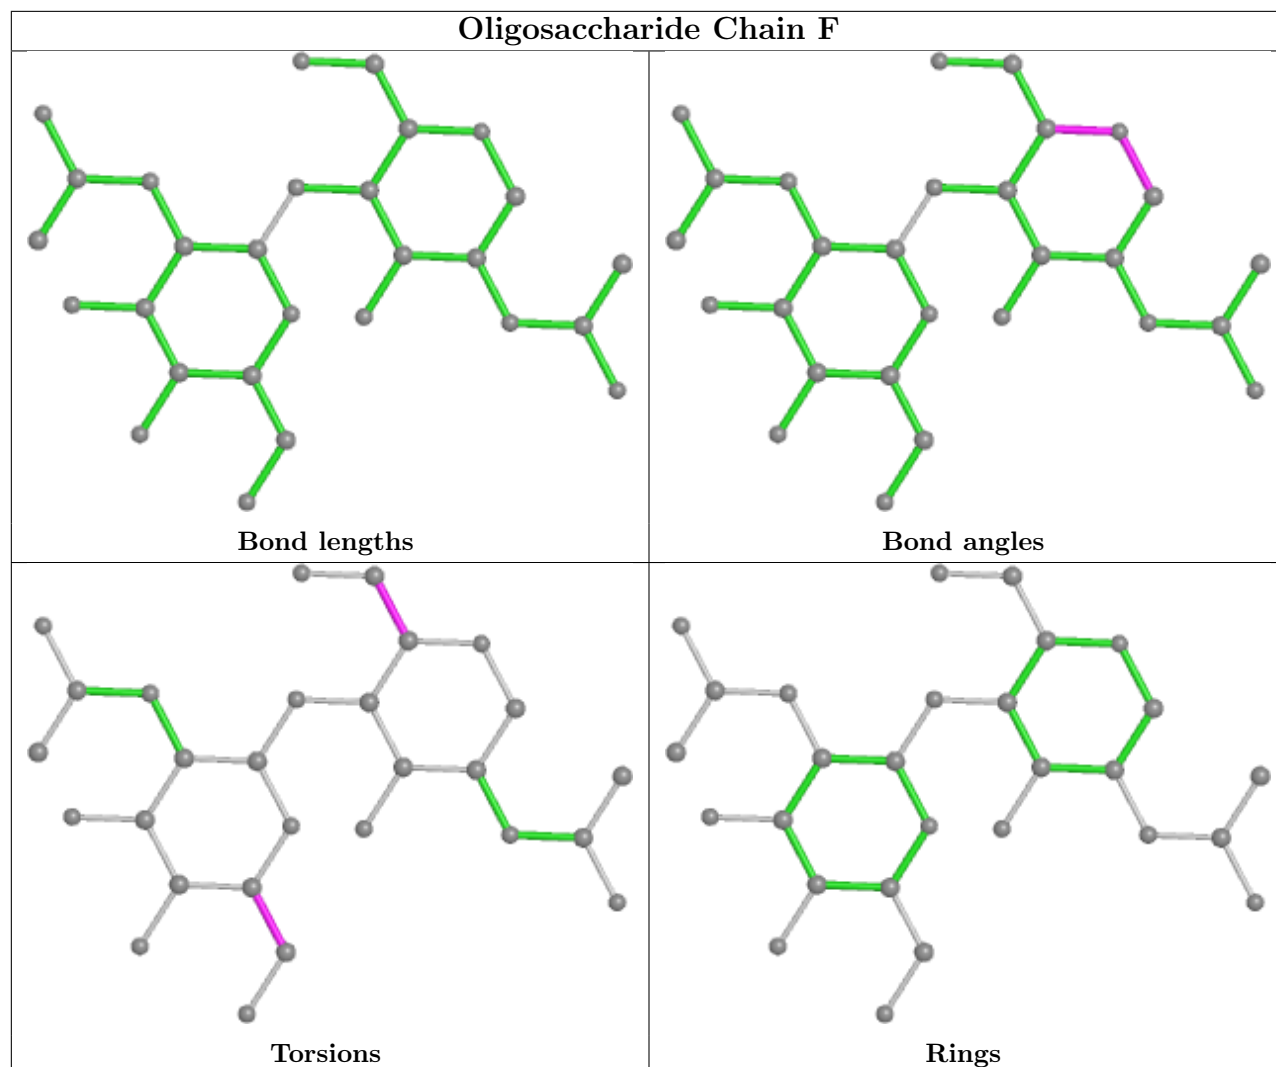 Oligosaccharide Chain F
Bond lengths
Bond angles
Torsions
Rings